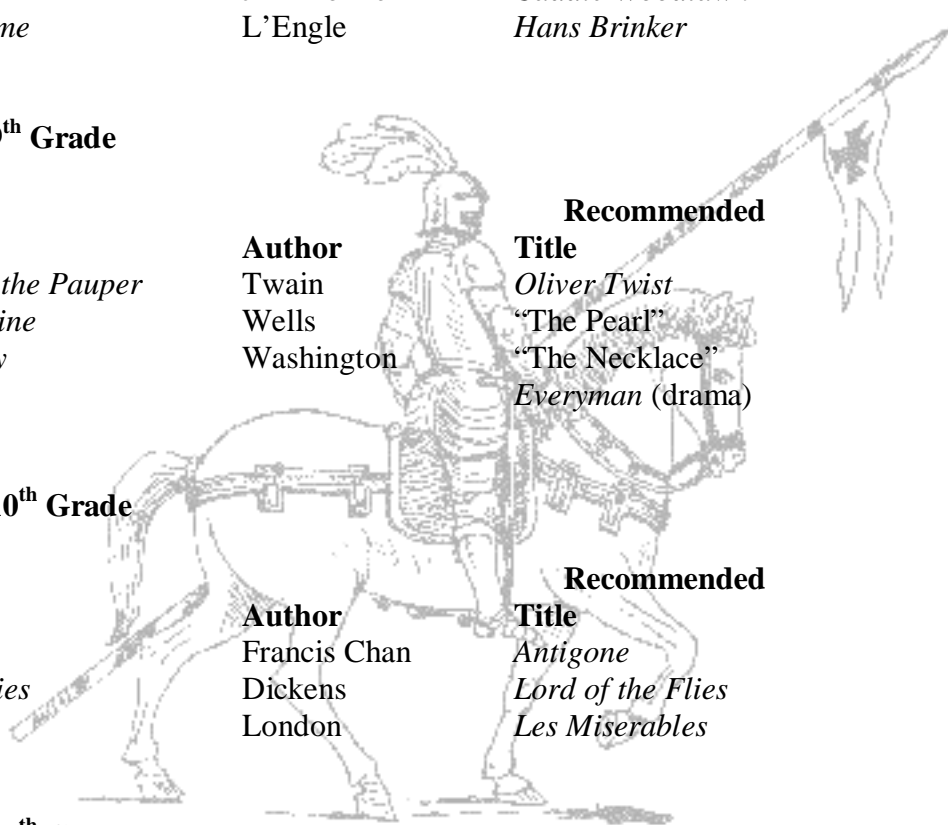 me L’Engle Hans Brinker
th Grade
Recommended
Author Title
the Pauper Twain Oliver Twist
ine Wells “The Pearl”
Washington “The Necklace”
Everyman (drama)
0th Grade
Recommended
Author Title
Francis Chan Antigone
ies Dickens Lord of the Flies
London Les Miserables
th